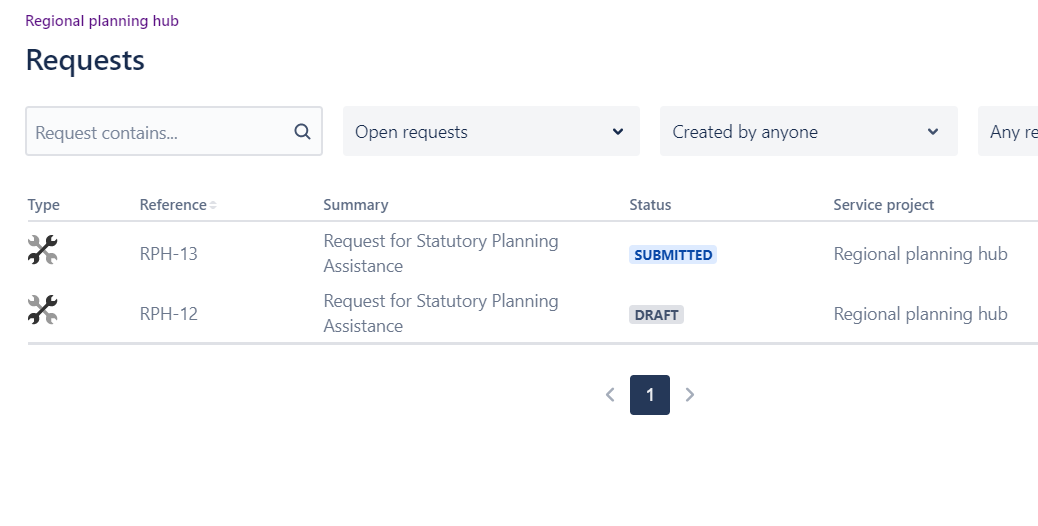 Regional planning hub
Requests
Request contains...
Open requests
Created by anyone
Any re
Type Reference Summary Status Service project
RPH-13 Request for Statutory Planning Assistance SUBMITTED Regional planning hub
RPH-12 Request for Statutory Planning Assistance DRAFT Regional planning hub
1